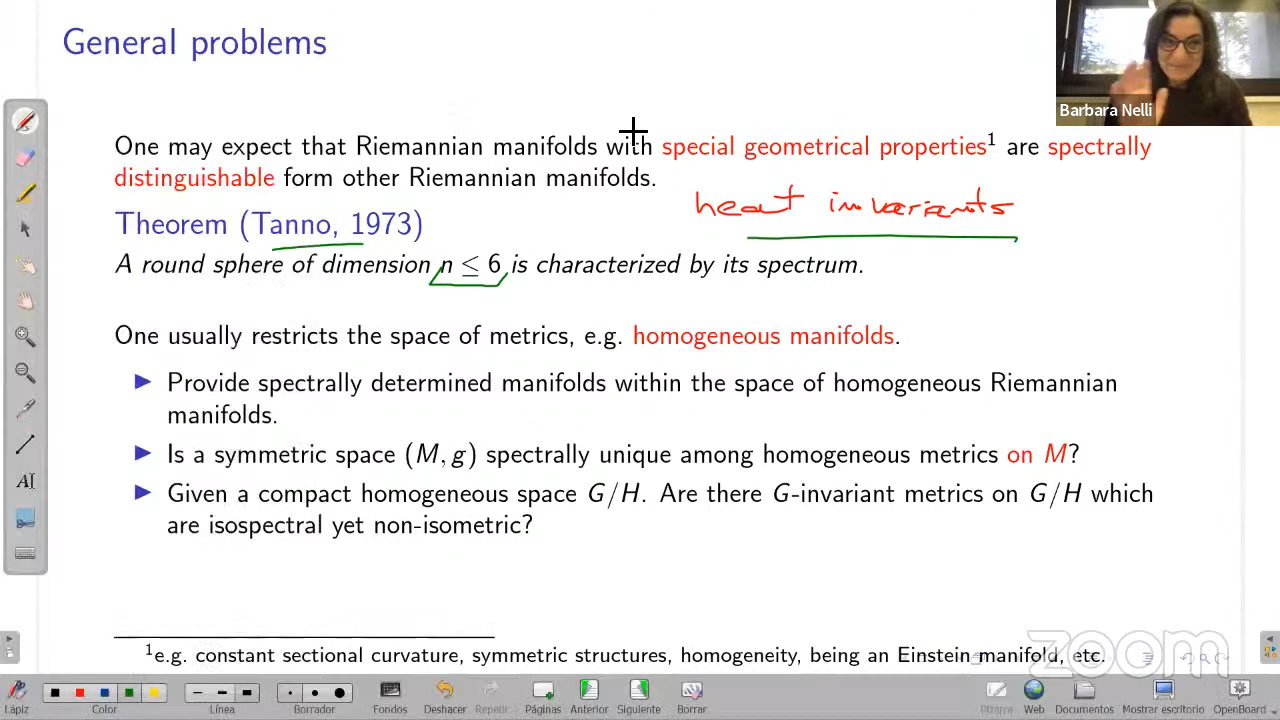 General problems
Barbara Nelli
One may expect that Riemannian manifolds with special geometrical properties¹ are spectrally
distinguishable form other Riemannian manifolds.
heat invariants
Theorem (Tanno, 1973)
A round sphere of dimension n ≤ 6 is characterized by its spectrum.
One usually restricts the space of metrics, e.g. homogeneous manifolds.
▶ Provide spectrally determined manifolds within the space of homogeneous Riemannian
manifolds.
▶ Is a symmetric space (M, g) spectrally unique among homogeneous metrics on M?
▶ Given a compact homogeneous space G/H. Are there G-invariant metrics on G/H which
are isospectral yet non-isometric?
¹e.g. constant sectional curvature, symmetric structures, homogeneity, being an Einstein manifold, etc.
zoom
AI
Lápiz Color Línea Borrador Fondos Deshacer Repetir Páginas Anterior Siguiente Borrar Pizarra Web Documentos Mostrar escritorio OpenBoard